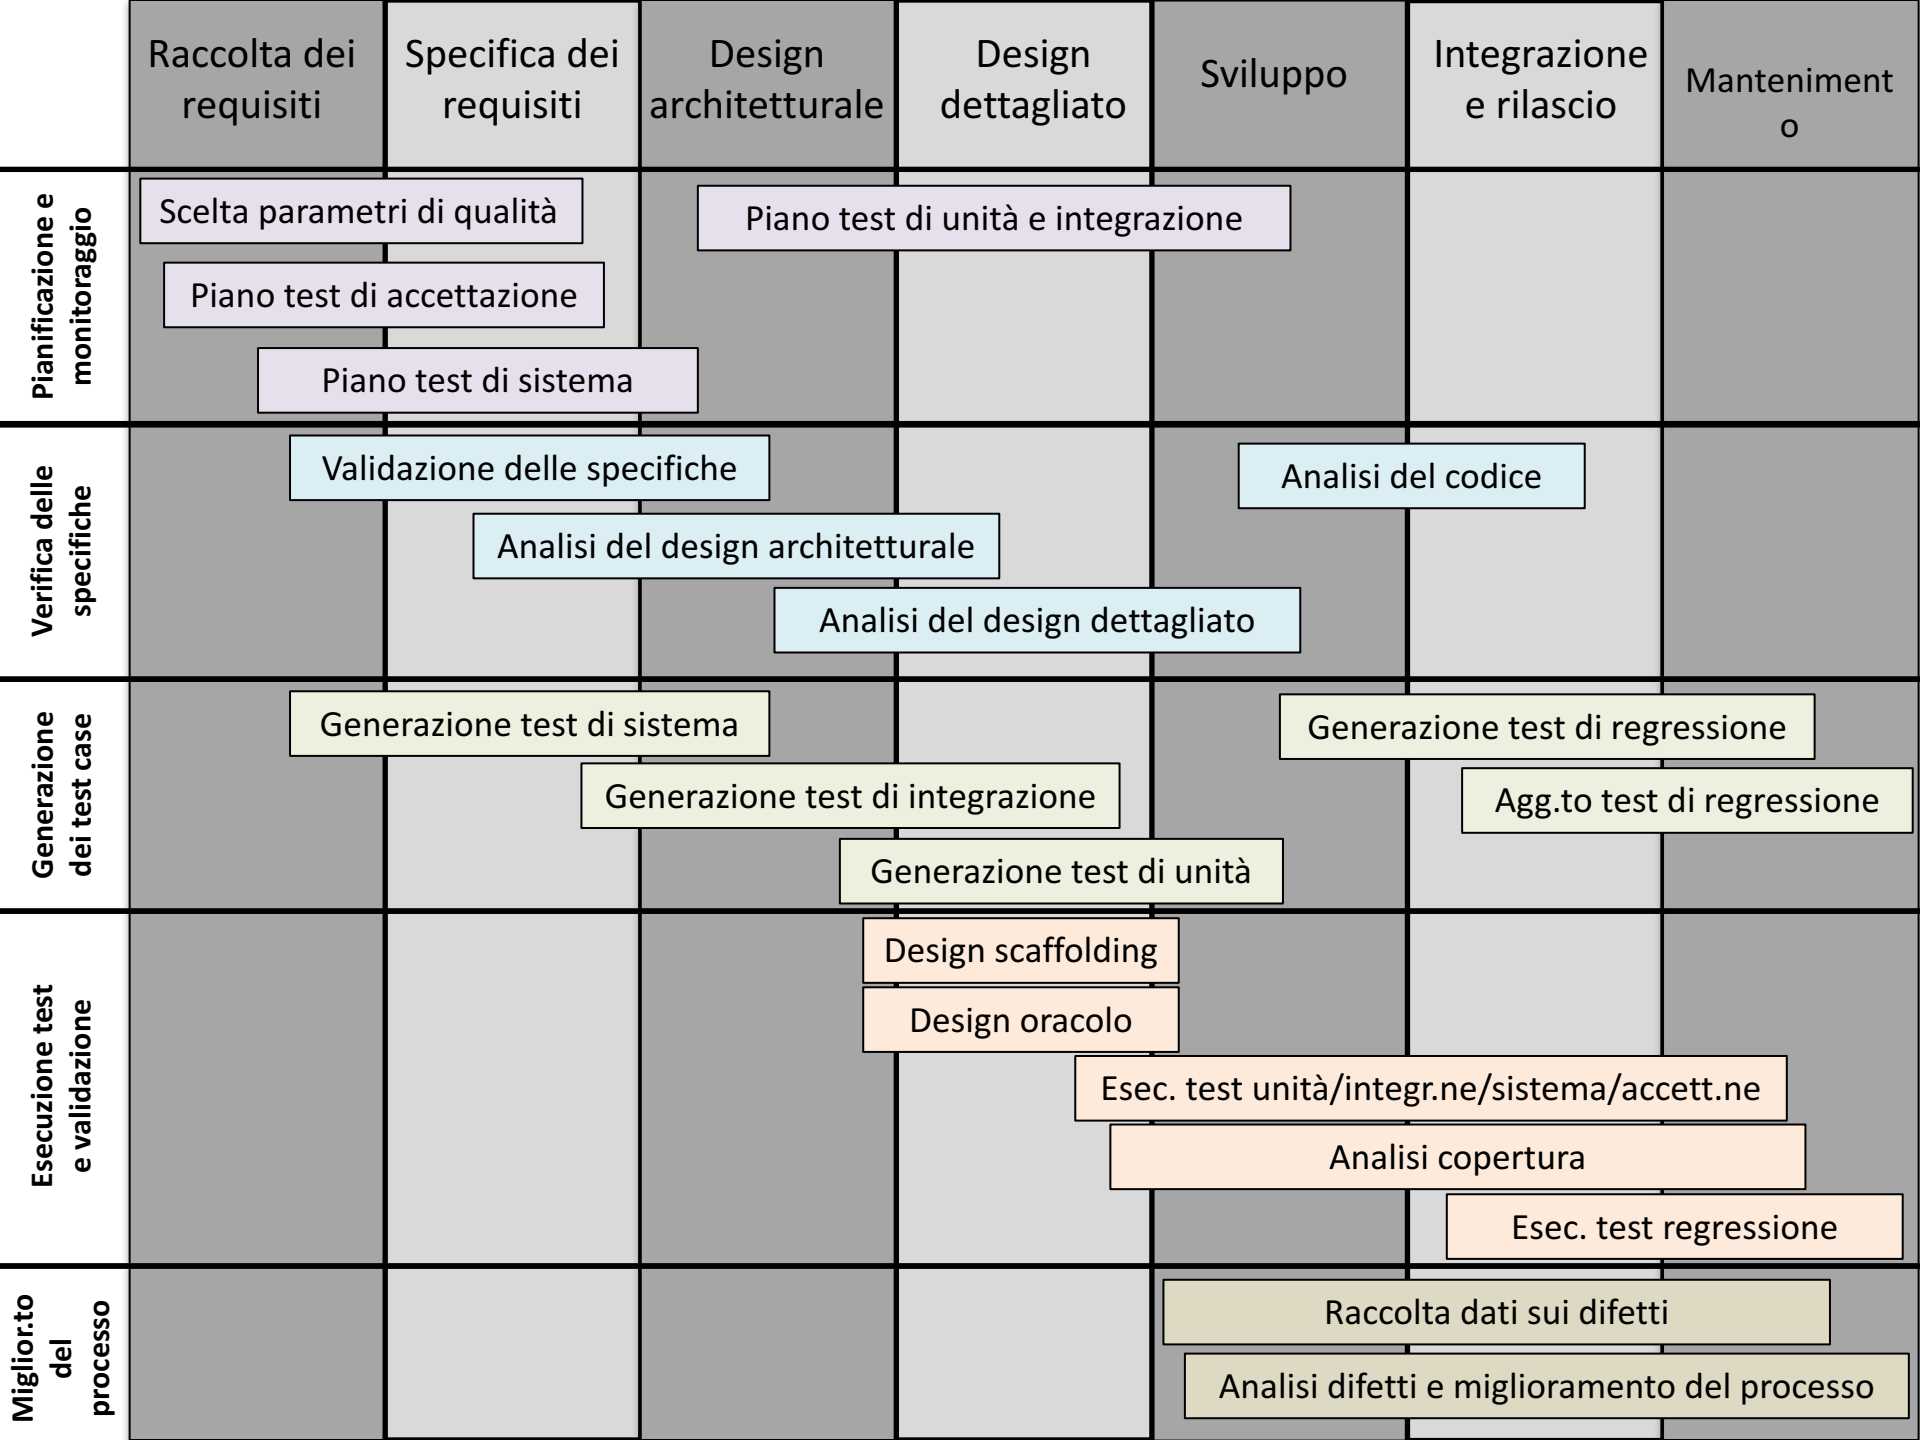 Raccolta dei
requisiti
Specifica dei
requisiti
Design
architetturale
Design
dettagliato
Sviluppo
Integrazione
e rilascio
Manteniment
o
Pianificazione e
monitoraggio
Scelta parametri di qualità
Piano test di unità e integrazione
Piano test di accettazione
Piano test di sistema
Verifica delle
specifiche
Validazione delle specifiche
Analisi del codice
Analisi del design architetturale
Analisi del design dettagliato
Generazione
dei test case
Generazione test di sistema
Generazione test di regressione
Generazione test di integrazione
Agg.to test di regressione
Generazione test di unità
Esecuzione test
e validazione
Design scaffolding
Design oracolo
Esec. test unità/integr.ne/sistema/accett.ne
Analisi copertura
Esec. test regressione
Miglior.to
del
processo
Raccolta dati sui difetti
Analisi difetti e miglioramento del processo